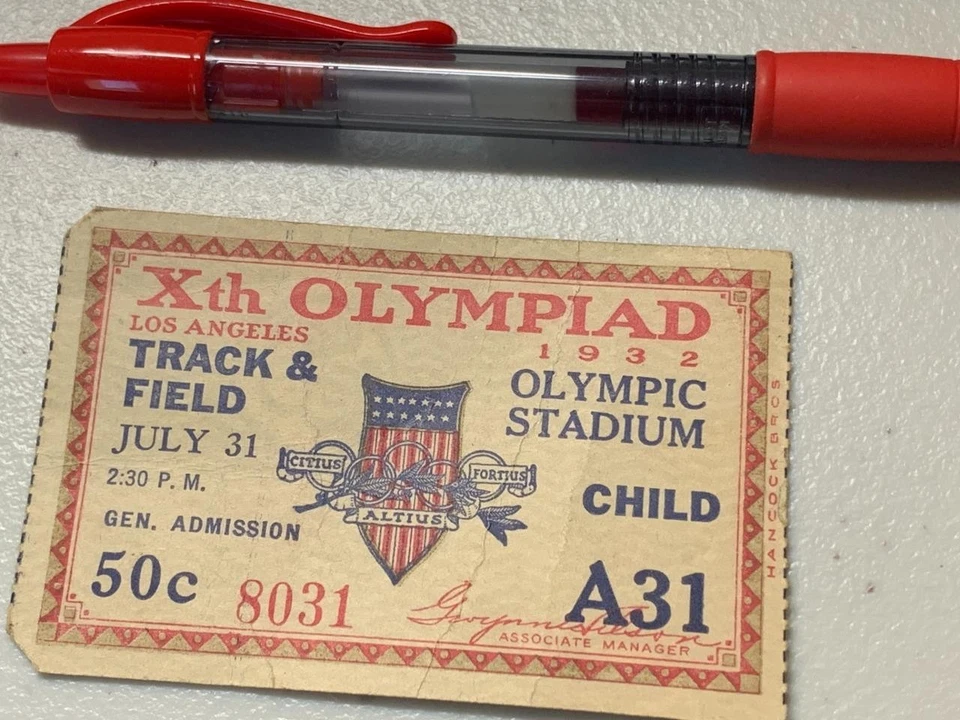 Xth OLYMPIAD
LOS ANGELES
1932
TRACK &
FIELD
OLYMPIC
STADIUM
JULY 31
2:30 P. M.
CITIUS
ALTIUS
FORTIUS
CHILD
GEN. ADMISSION
50c
8031
A31
ASSOCIATE MANAGER
HANCOCK BROS